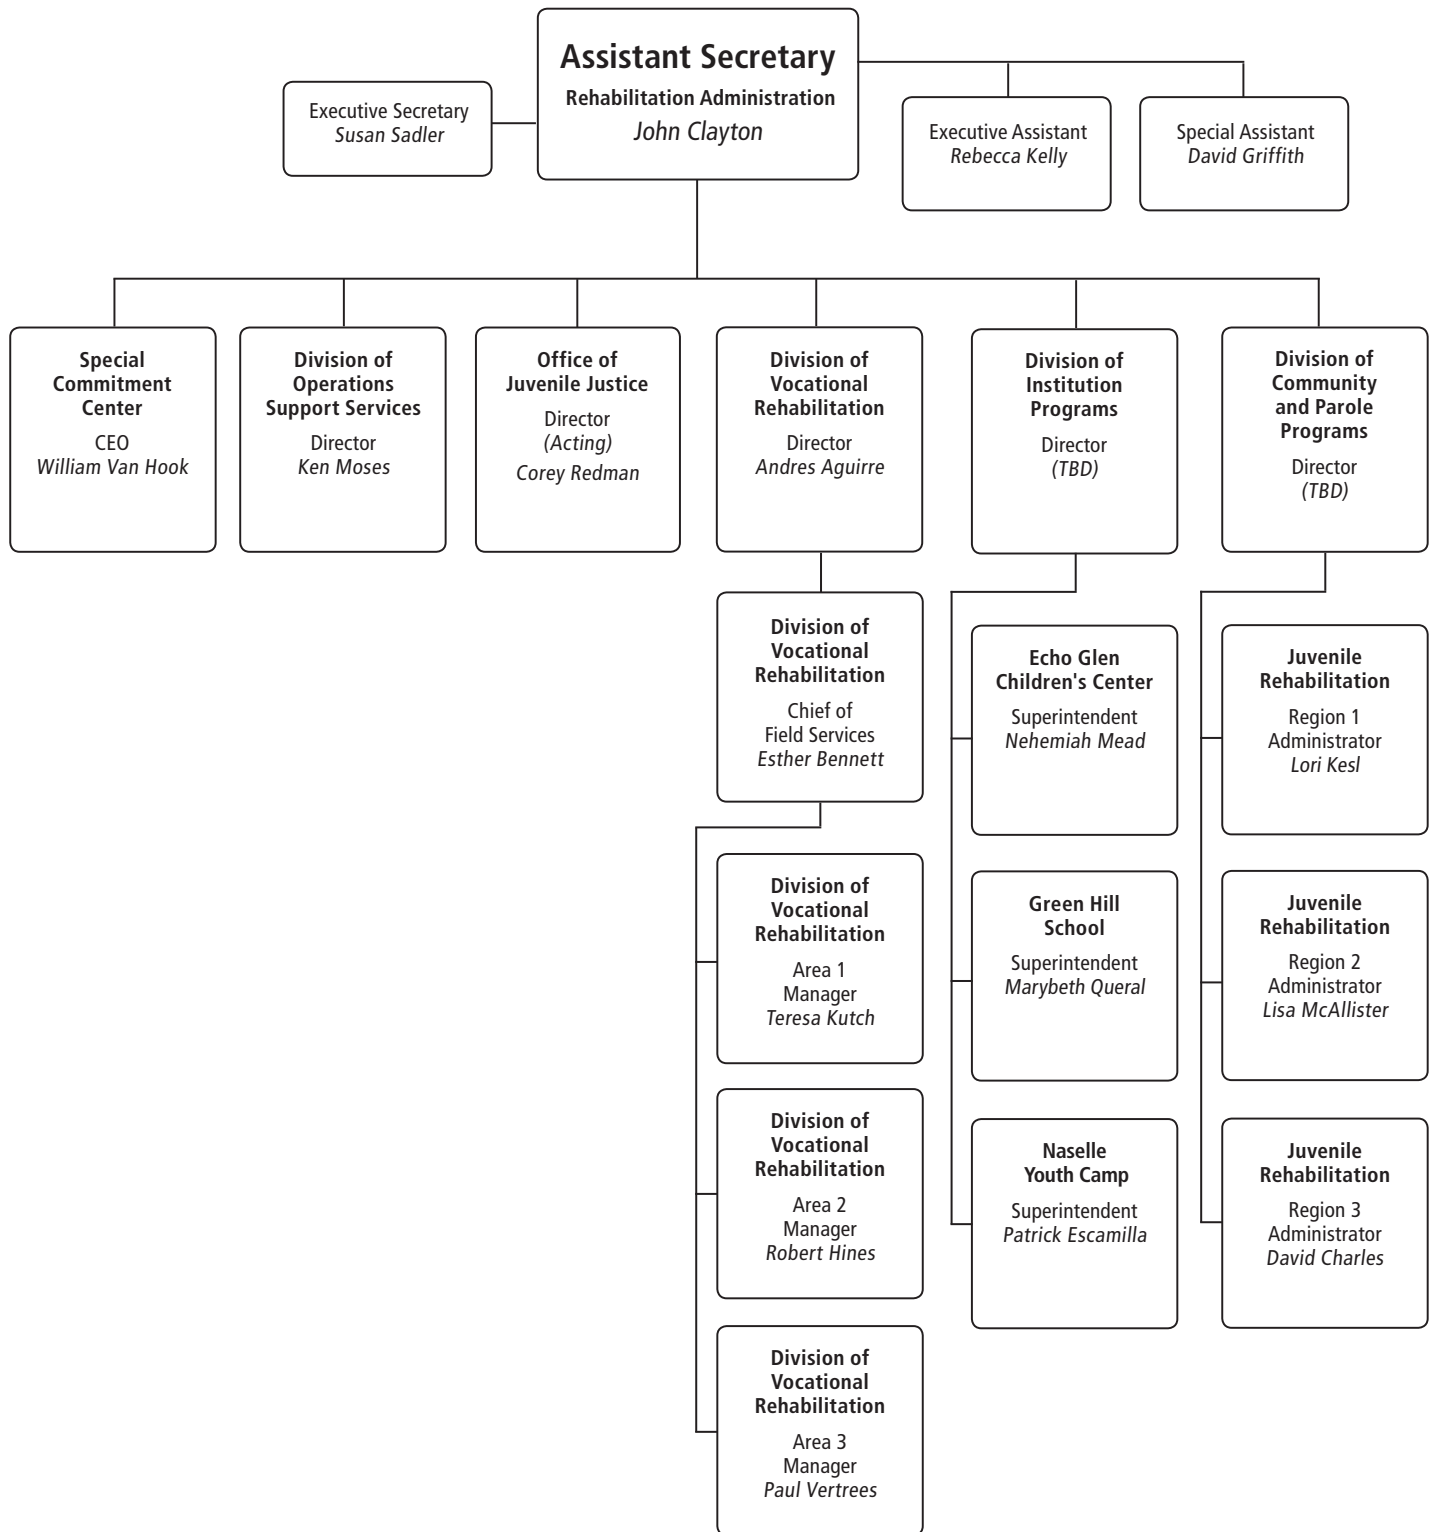 Assistant Secretary
Rehabilitation Administration
John Clayton
Executive Secretary
Susan Sadler
Executive Assistant
Rebecca Kelly
Special Assistant
David Griffith
Special
Commitment
Center
CEO
William Van Hook
Division of
Operations
Support Services
Director
Ken Moses
Office of
Juvenile Justice
Director
(Acting)
Corey Redman
Division of
Vocational
Rehabilitation
Director
Andres Aguirre
Division of
Institution
Programs
Director
(TBD)
Division of
Community
and Parole
Programs
Director
(TBD)
Division of
Vocational
Rehabilitation
Chief of
Field Services
Esther Bennett
Division of
Vocational
Rehabilitation
Area 1
Manager
Teresa Kutch
Division of
Vocational
Rehabilitation
Area 2
Manager
Robert Hines
Division of
Vocational
Rehabilitation
Area 3
Manager
Paul Vertrees
Echo Glen
Children's Center
Superintendent
Nehemiah Mead
Green Hill
School
Superintendent
Marybeth Queral
Naselle
Youth Camp
Superintendent
Patrick Escamilla
Juvenile
Rehabilitation
Region 1
Administrator
Lori Kesl
Juvenile
Rehabilitation
Region 2
Administrator
Lisa McAllister
Juvenile
Rehabilitation
Region 3
Administrator
David Charles